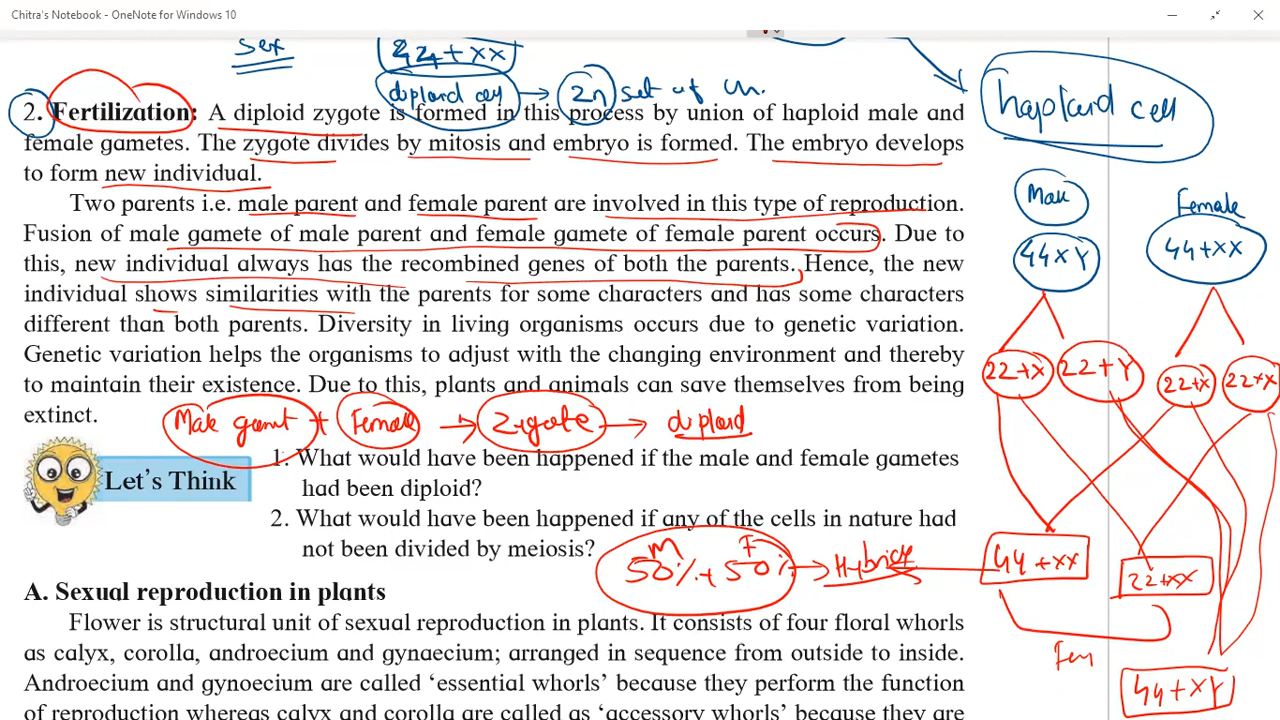 Chitra's Notebook - OneNote for Windows 10
Sex
44+XX
diploid cell → 2n set of
haploid cell
2. Fertilization: A diploid zygote is formed in this process by union of haploid male and
female gametes. The zygote divides by mitosis and embryo is formed. The embryo develops
to form new individual.
Two parents i.e. male parent and female parent are involved in this type of reproduction.
Fusion of male gamete of male parent and female gamete of female parent occurs. Due to
this, new individual always has the recombined genes of both the parents. Hence, the new
individual shows similarities with the parents for some characters and has some characters
different than both parents. Diversity in living organisms occurs due to genetic variation.
Genetic variation helps the organisms to adjust with the changing environment and thereby
to maintain their existence. Due to this, plants and animals can save themselves from being
extinct.
Male gamet + Female → Zygote → diploid
Let's Think
1. What would have been happened if the male and female gametes
had been diploid?
2. What would have been happened if any of the cells in nature had
not been divided by meiosis?
M F
50% + 50% → Hybrid
A. Sexual reproduction in plants
Flower is structural unit of sexual reproduction in plants. It consists of four floral whorls
as calyx, corolla, androecium and gynaecium; arranged in sequence from outside to inside.
Androecium and gynoecium are called 'essential whorls' because they perform the function
of reproduction whereas calyx and corolla are called as 'accessory whorls' because they are
Male Female
44XY 44+XX
22+X 22+Y 22+X 22+X
44+XX 22+XX
Fem
44+XY